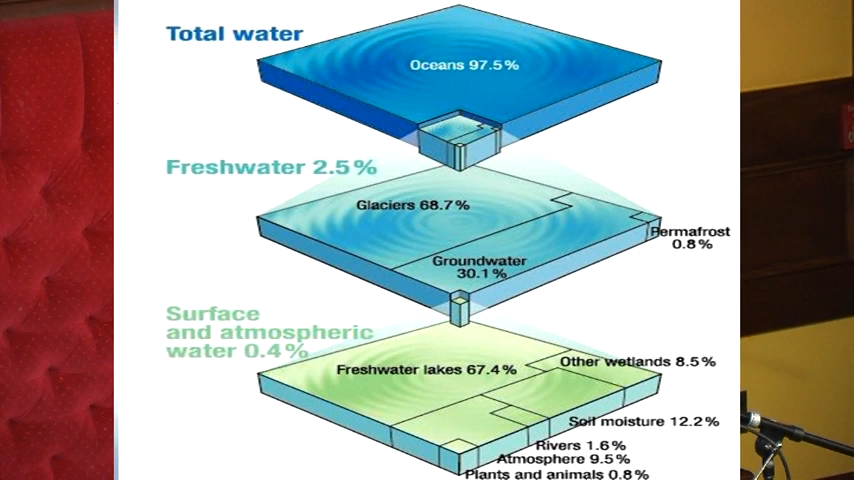 Total water
Oceans 97.5%
Freshwater 2.5%
Glaciers 68.7%
Permafrost
0.8%
Groundwater
30.1%
Surface
and atmospheric
water 0.4%
Other wetlands 8.5%
Freshwater lakes 67.4%
Soil moisture 12.2%
Rivers 1.6%
Atmosphere 9.5%
Plants and animals 0.8%